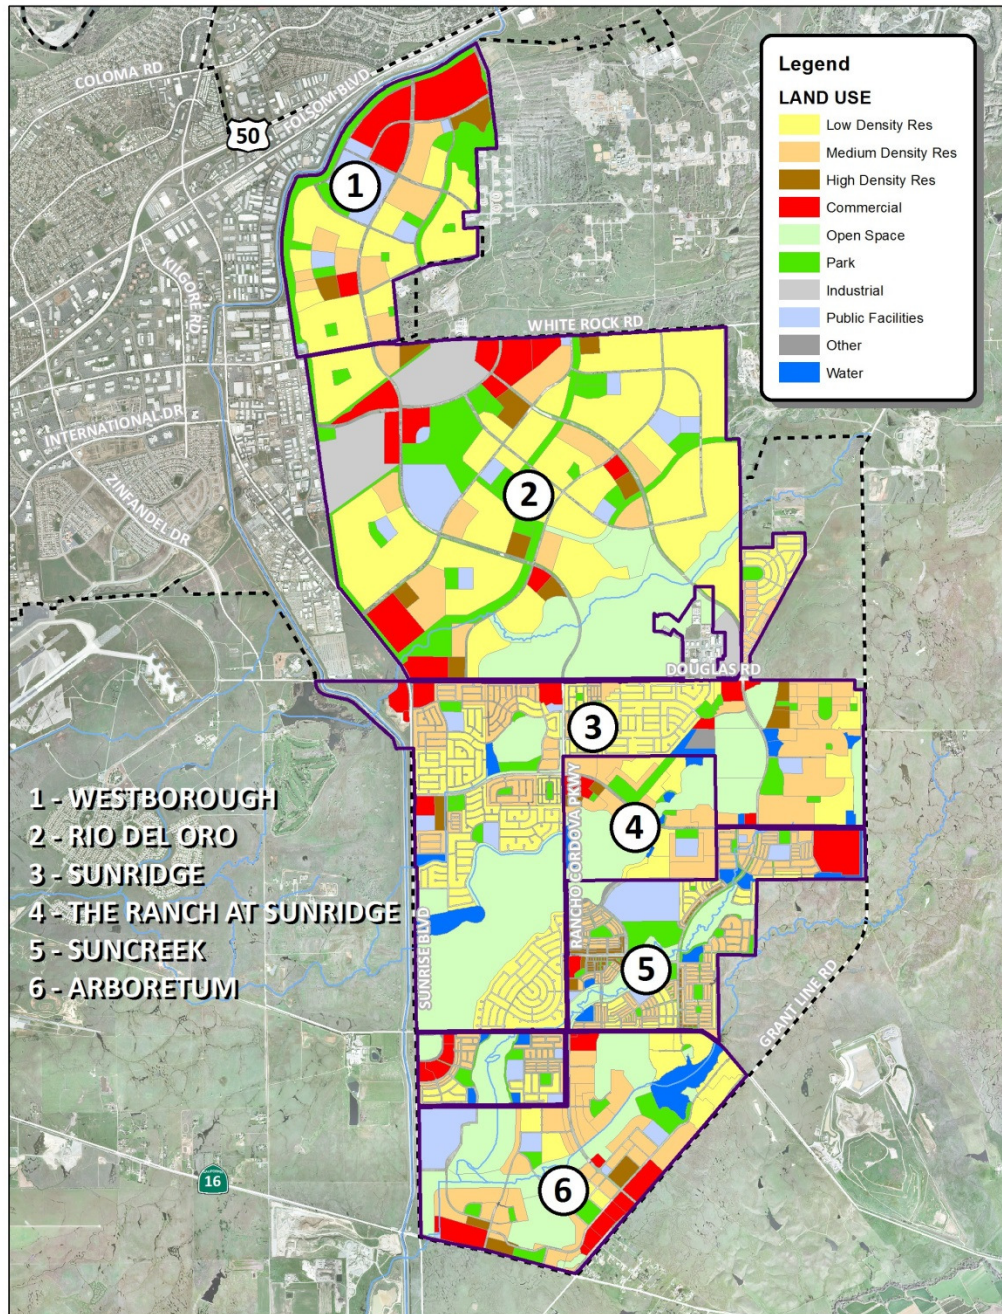 COLOMA RD
FOLSOM BLVD
50
Legend
LAND USE
Low Density Res
Medium Density Res
High Density Res
Commercial
Open Space
Park
Industrial
Public Facilities
Other
Water
1
KILGORE RD
WHITE ROCK RD
INTERNATIONAL DR
ZINFANDEL DR
2
DOUGLAS RD
3
1 - WESTBOROUGH
2 - RIO DEL ORO
3 - SUNRIDGE
4 - THE RANCH AT SUNRIDGE
5 - SUNCREEK
6 - ARBORETUM
SUNRISE BLVD
RANCHO CORDOVA PKWY
4
5
GRANT LINE RD
CALIFORNIA
16
6